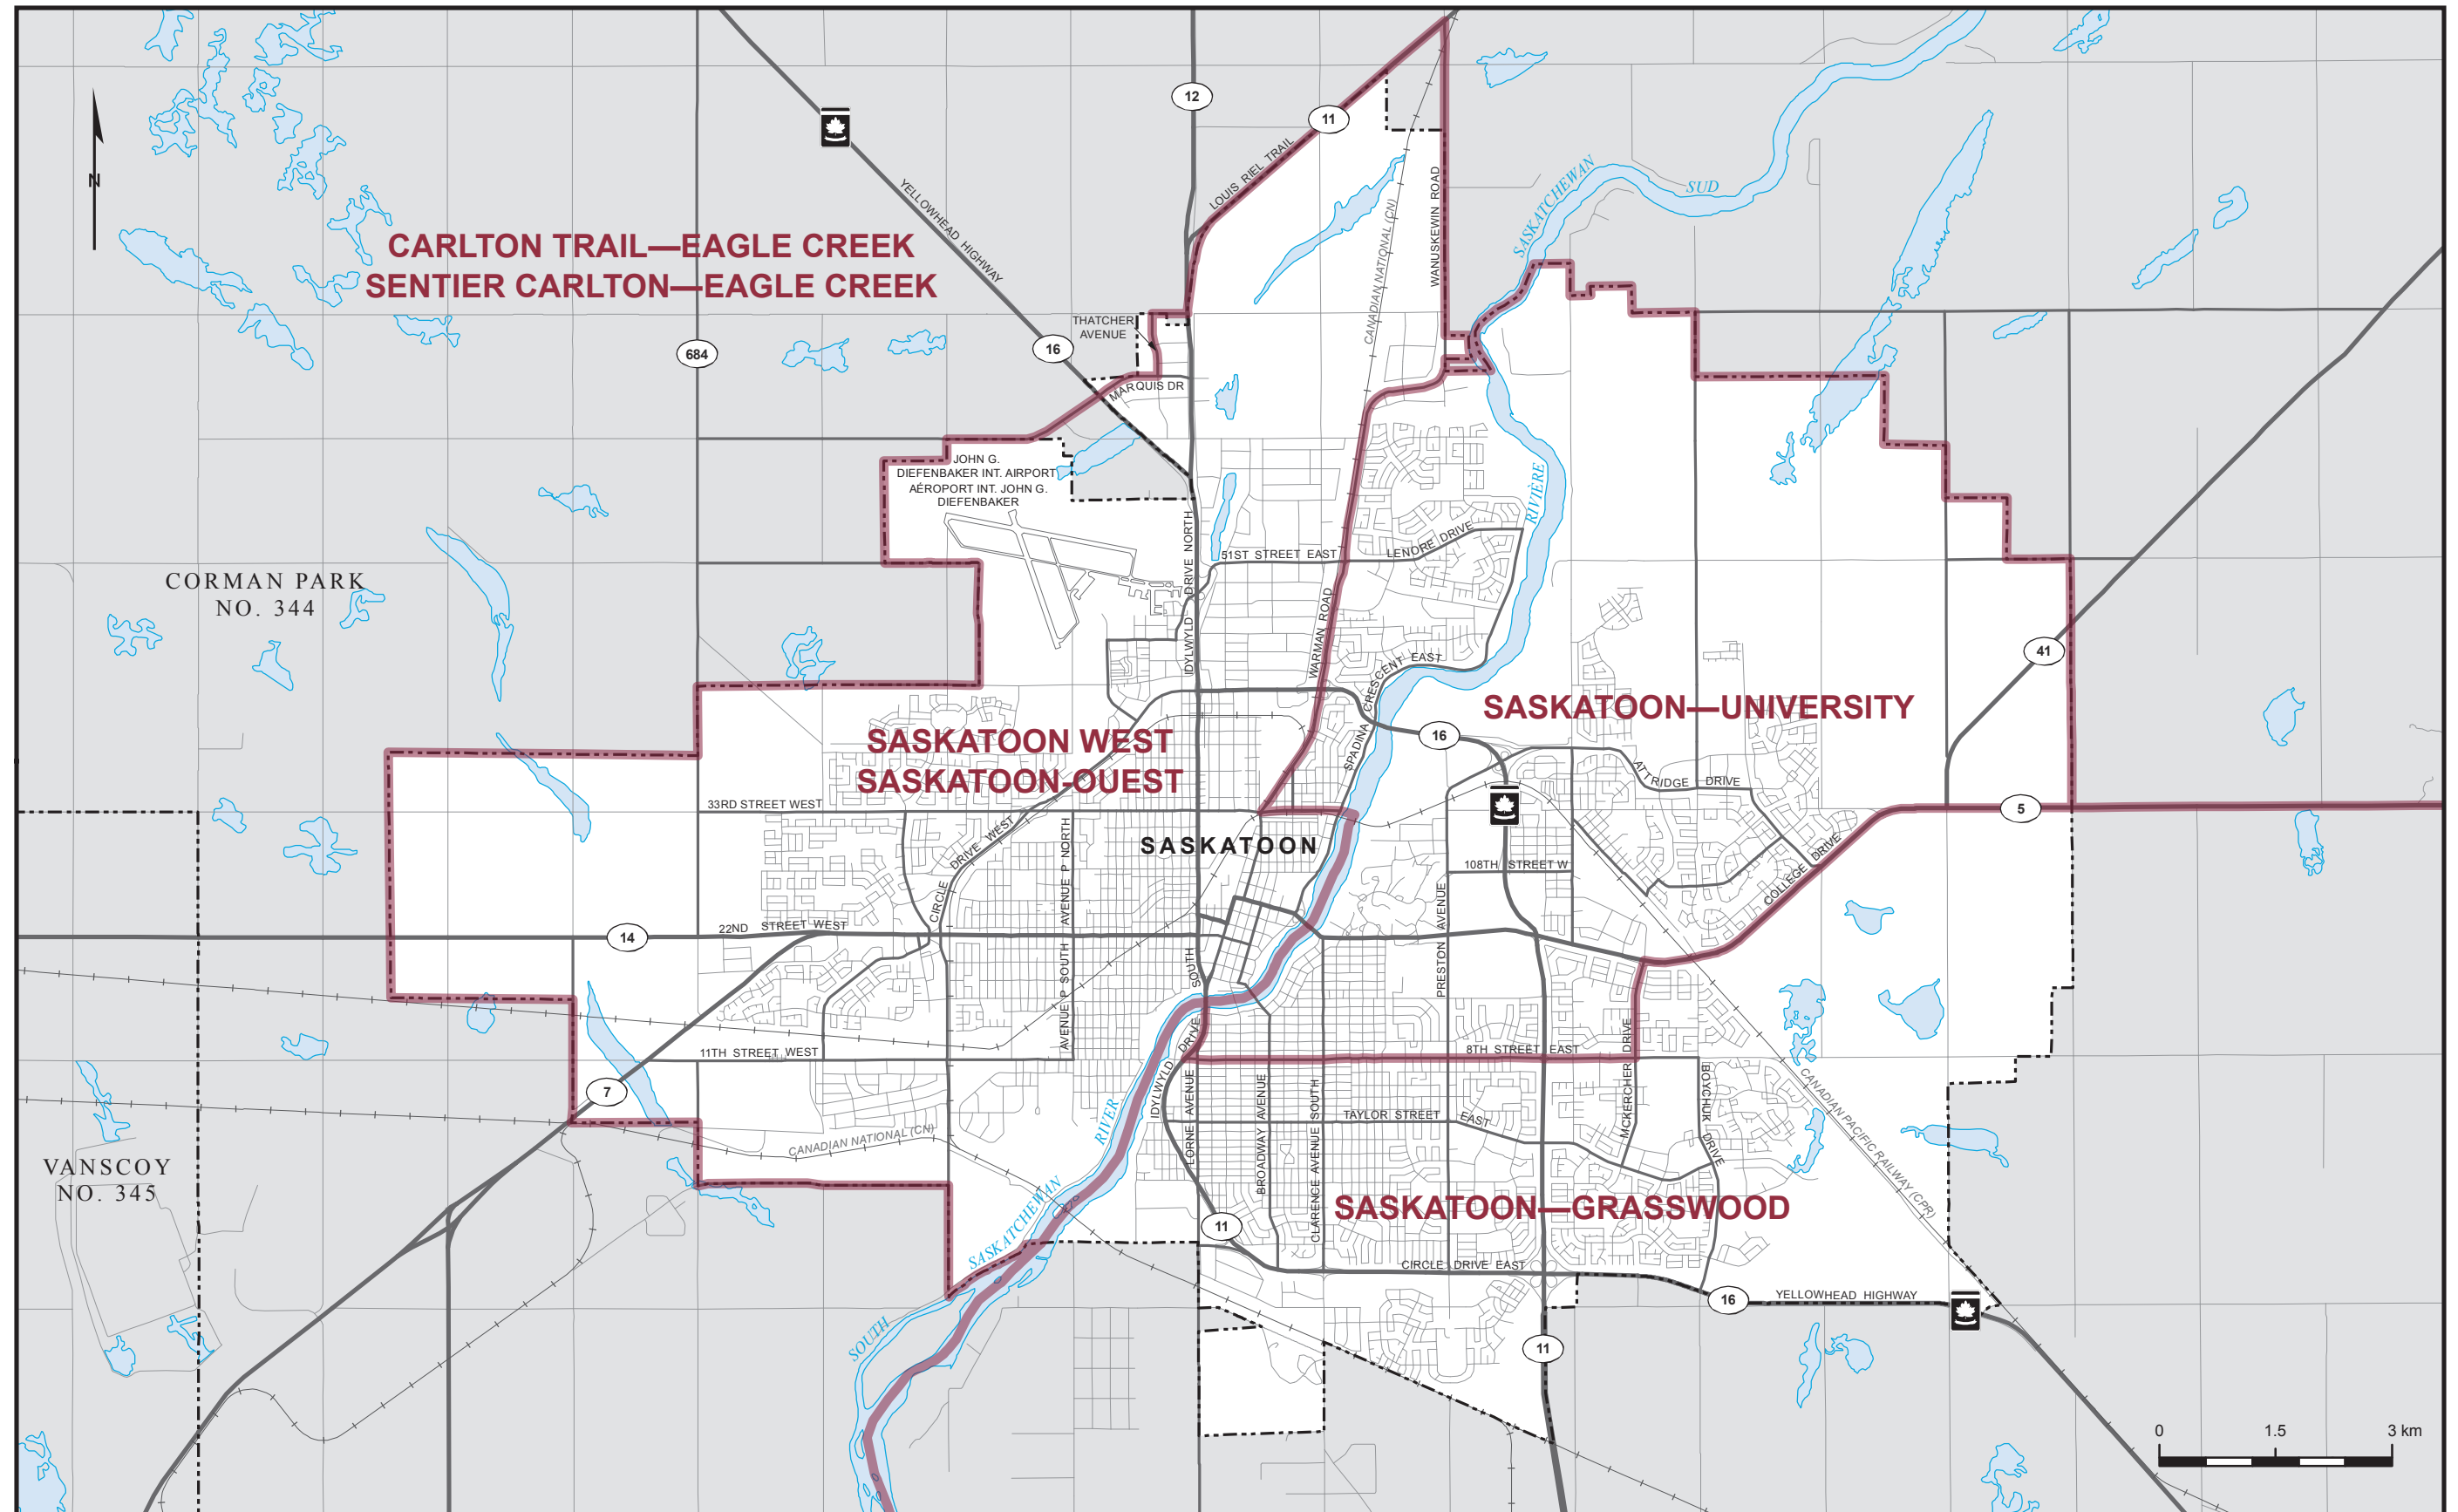 12
11
LOUIS RIEL TRAIL
N
YELLOWHEAD HIGHWAY
CANADIAN NATIONAL (CN)
WANUSKEWIN ROAD
SASKATCHEWAN
SUD
CARLTON TRAIL—EAGLE CREEK
SENTIER CARLTON—EAGLE CREEK
THATCHER
AVENUE
684
16
MARQUIS DR
JOHN G.
DIEFENBAKER INT. AIRPORT
AÉROPORT INT. JOHN G.
DIEFENBAKER
RIVIÈRE
IDYLWYLD DRIVE NORTH
51ST STREET EAST
LENORE DRIVE
CORMAN PARK
NO. 344
WARMAN ROAD
SPADINA CRESCENT EAST
41
SASKATOON—UNIVERSITY
16
SASKATOON WEST
SASKATOON-OUEST
ATTRIDGE DRIVE
33RD STREET WEST
5
SASKATOON
CIRCLE DRIVE WEST
AVENUE P NORTH
108TH STREET W
COLLEGE DRIVE
PRESTON AVENUE
14
22ND STREET WEST
AVENUE P SOUTH
IDYLWYLD DRIVE SOUTH
11TH STREET WEST
8TH STREET EAST
MCKERCHER DRIVE
7
LORNE AVENUE
BROADWAY AVENUE
CLARENCE AVENUE SOUTH
TAYLOR STREET EAST
BOYCHUK DRIVE
CANADIAN PACIFIC RAILWAY (CPR)
CANADIAN NATIONAL (CN)
VANSCOY
NO. 345
SOUTH SASKATCHEWAN RIVER
SASKATOON—GRASSWOOD
11
CIRCLE DRIVE EAST
16
YELLOWHEAD HIGHWAY
11
0 1.5 3 km